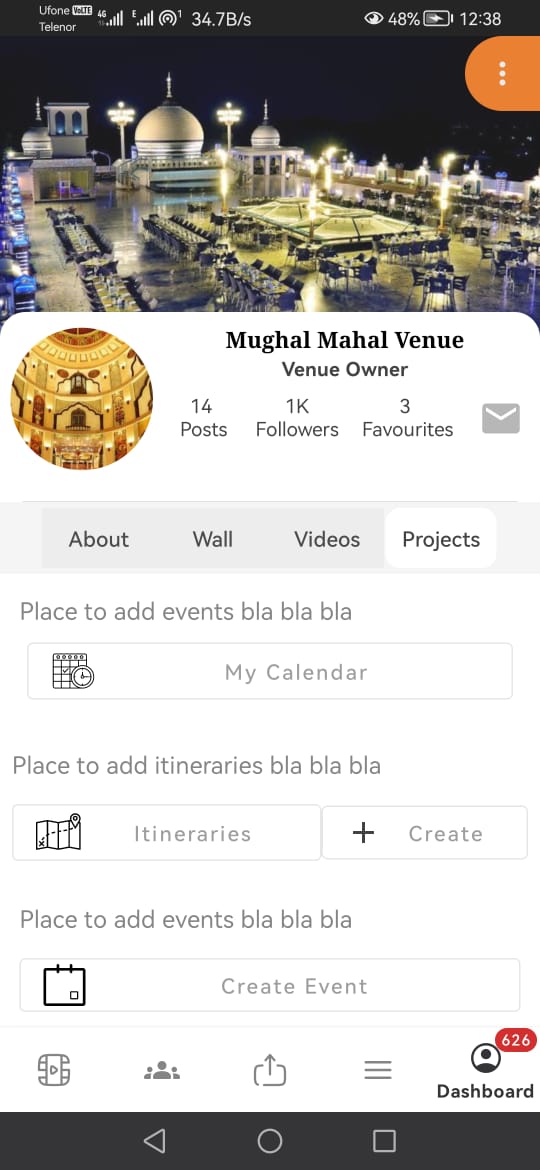 Ufone VoLTE 4G E 1 34.7B/s 48% 12:38
Telenor
Mughal Mahal Venue
Venue Owner
14 1K 3
Posts Followers Favourites
About Wall Videos Projects
Place to add events bla bla bla
My Calendar
Place to add itineraries bla bla bla
Itineraries + Create
Place to add events bla bla bla
Create Event
626
Dashboard